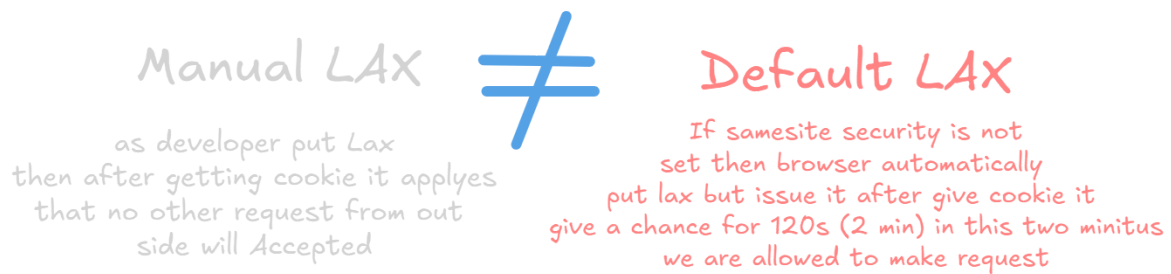 Manual LAX
as developer put Lax
then after getting cookie it applyes
that no other request from out
side will Accepted
≠
Default LAX
If samesite security is not
set then browser automatically
put lax but issue it after give cookie it
give a chance for 120s (2 min) in this two minitus
we are allowed to make request